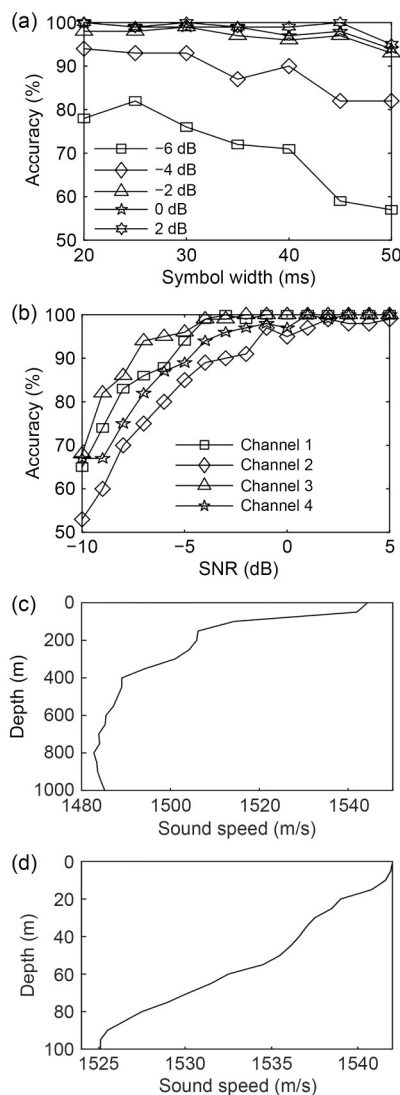 (a)
100
90
80
70
60
50
Accuracy (%)
−6 dB
−4 dB
−2 dB
0 dB
2 dB
20
30
40
50
Symbol width (ms)
(b)
100
90
80
70
60
50
Accuracy (%)
Channel 1
Channel 2
Channel 3
Channel 4
−10
−5
0
5
SNR (dB)
(c)
0
200
400
600
800
1000
Depth (m)
1480
1500
1520
1540
Sound speed (m/s)
(d)
0
20
40
60
80
100
Depth (m)
1525
1530
1535
1540
Sound speed (m/s)